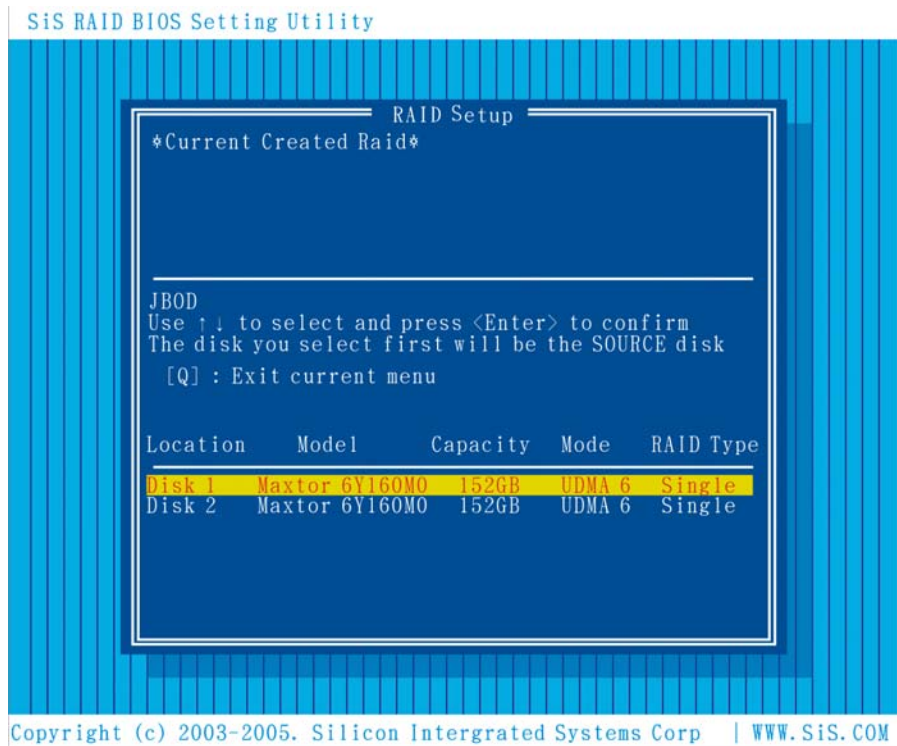 SiS RAID BIOS Setting Utility
RAID Setup
*Current Created Raid*
JBOD
Use ↑↓ to select and press <Enter> to confirm
The disk you select first will be the SOURCE disk
[Q] : Exit current menu
Location Model Capacity Mode RAID Type
Disk 1 Maxtor 6Y160M0 152GB UDMA 6 Single
Disk 2 Maxtor 6Y160M0 152GB UDMA 6 Single
Copyright (c) 2003-2005. Silicon Intergrated Systems Corp | WWW.SiS.COM